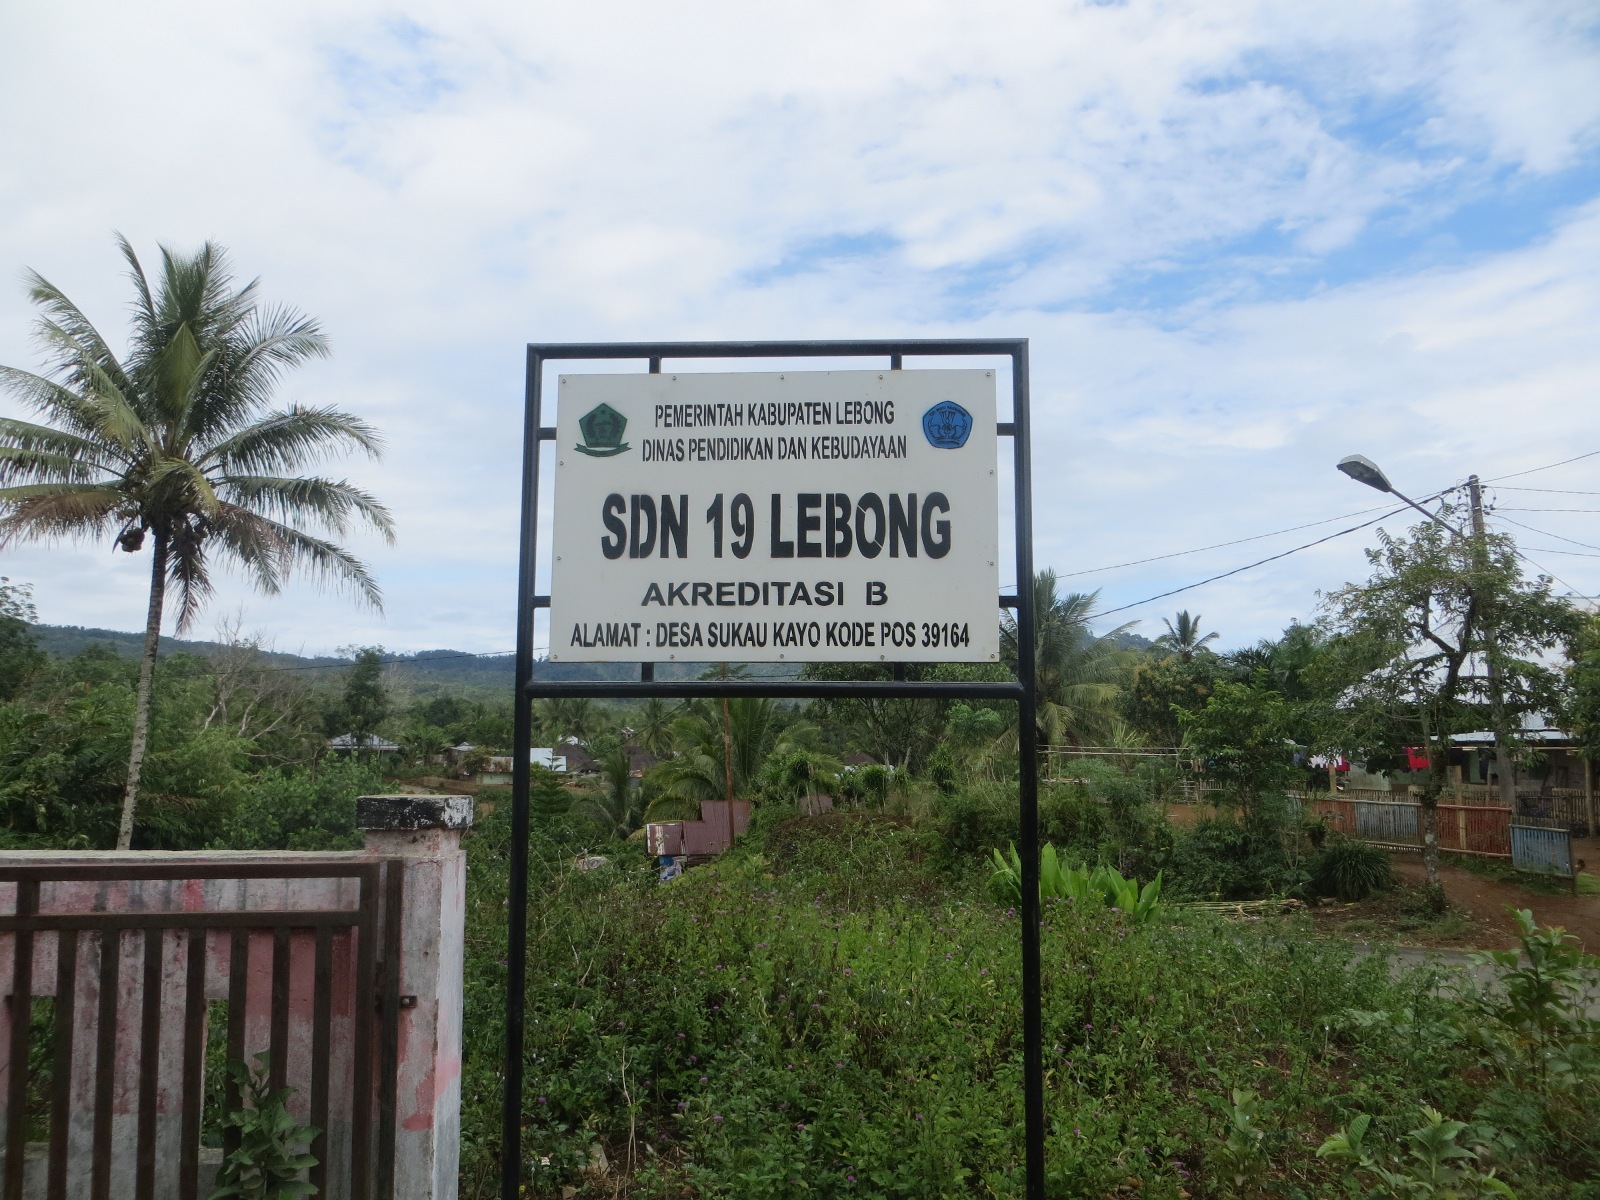 PEMERINTAH KABUPATEN LEBONG
DINAS PENDIDIKAN DAN KEBUDAYAAN
SDN 19 LEBONG
AKREDITASI B
ALAMAT : DESA SUKAU KAYO KODE POS 39164